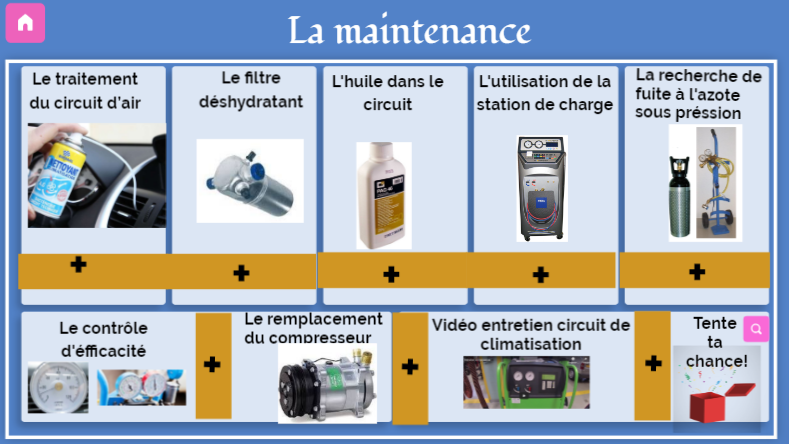 La maintenance
Le traitement
du circuit d'air
Le filtre
déshydratant
L'huile dans le
circuit
L'utilisation de la
station de charge
La recherche de
fuite à l'azote
sous préssion
NETTOYANT
+
+
+
+
+
Le contrôle
d'éfficacité
Le remplacement
du compresseur
Vidéo entretien circuit de
climatisation
Tente
ta
chance!
+
+
+